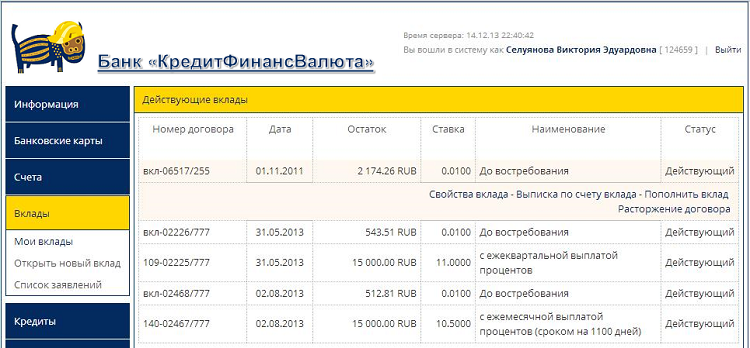 Время сервера: 14.12.13 22:40:42
Вы вошли в систему как Селуянова Виктория Эдуардовна [ 124659 ] | Выйти
Банк «КредитФинансВалюта»
Информация
Банковские карты
Счета
Вклады
Мои вклады
Открыть новый вклад
Список заявлений
Кредиты
Действующие вклады
Номер договора Дата Остаток Ставка Наименование Статус
вкл-06517/255 01.11.2011 2 174.26 RUB 0.0100 До востребования Действующий
Свойства вклада - Выписка по счету вклада - Пополнить вклад
Расторжение договора
вкл-02226/777 31.05.2013 543.51 RUB 0.0100 До востребования Действующий
109-02225/777 31.05.2013 15 000.00 RUB 11.0000 с ежеквартальной выплатой процентов Действующий
вкл-02468/777 02.08.2013 512.81 RUB 0.0100 До востребования Действующий
140-02467/777 02.08.2013 15 000.00 RUB 10.5000 с ежемесячной выплатой процентов (сроком на 1100 дней) Действующий